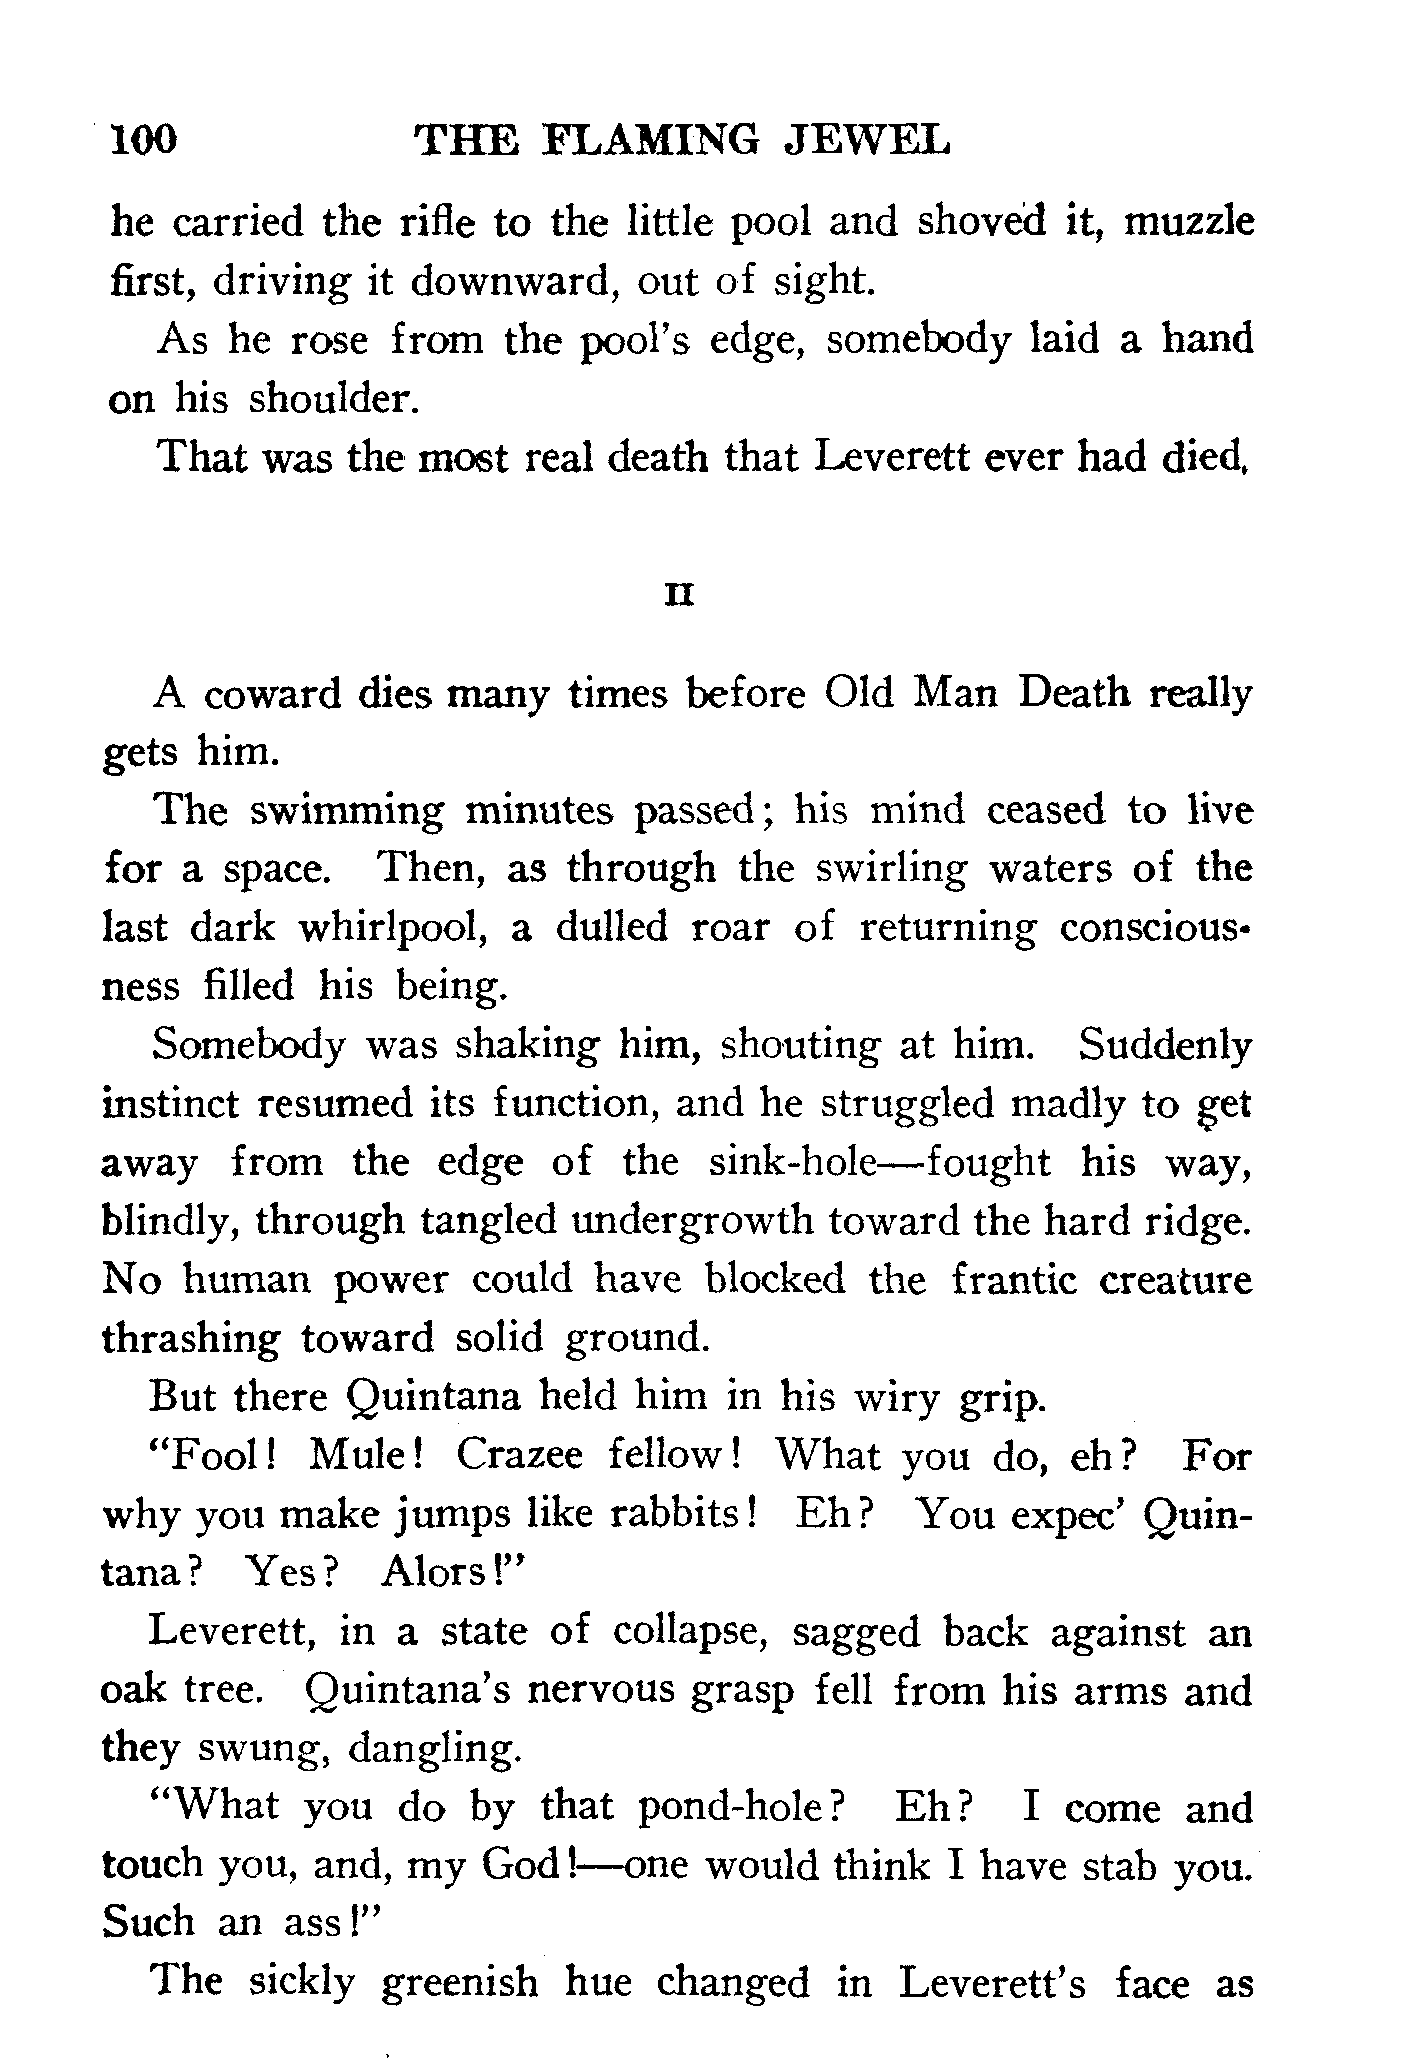 100 THE FLAMING JEWEL
he carried the rifle to the little pool and shoved it, muzzle
first, driving it downward, out of sight.
As he rose from the pool's edge, somebody laid a hand
on his shoulder.
That was the most real death that Leverett ever had died.
II
A coward dies many times before Old Man Death really
gets him.
The swimming minutes passed; his mind ceased to live
for a space. Then, as through the swirling waters of the
last dark whirlpool, a dulled roar of returning conscious-
ness filled his being.
Somebody was shaking him, shouting at him. Suddenly
instinct resumed its function, and he struggled madly to get
away from the edge of the sink-hole—fought his way,
blindly, through tangled undergrowth toward the hard ridge.
No human power could have blocked the frantic creature
thrashing toward solid ground.
But there Quintana held him in his wiry grip.
"Fool! Mule! Crazee fellow! What you do, eh? For
why you make jumps like rabbits! Eh? You expec' Quin-
tana? Yes? Alors!"
Leverett, in a state of collapse, sagged back against an
oak tree. Quintana's nervous grasp fell from his arms and
they swung, dangling.
"What you do by that pond-hole? Eh? I come and
touch you, and, my God!—one would think I have stab you.
Such an ass!"
The sickly greenish hue changed in Leverett's face as